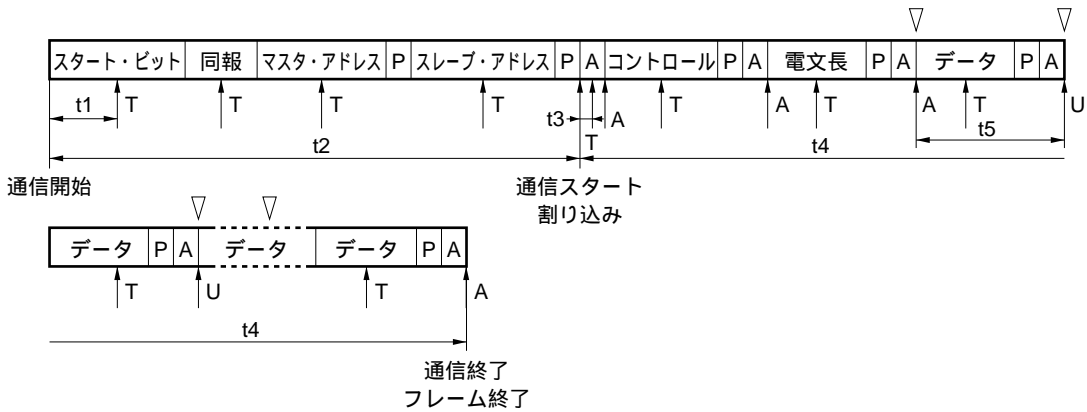 スタート・ビット 同報 マスタ・アドレス P スレーブ・アドレス P A コントロール P A 電文長 P A データ P A
t1 T T T T t3 A T A T A T U
T
t2 t4 t5
通信開始 通信スタート
割り込み
データ P A データ データ P A
T U T A
t4
通信終了
フレーム終了